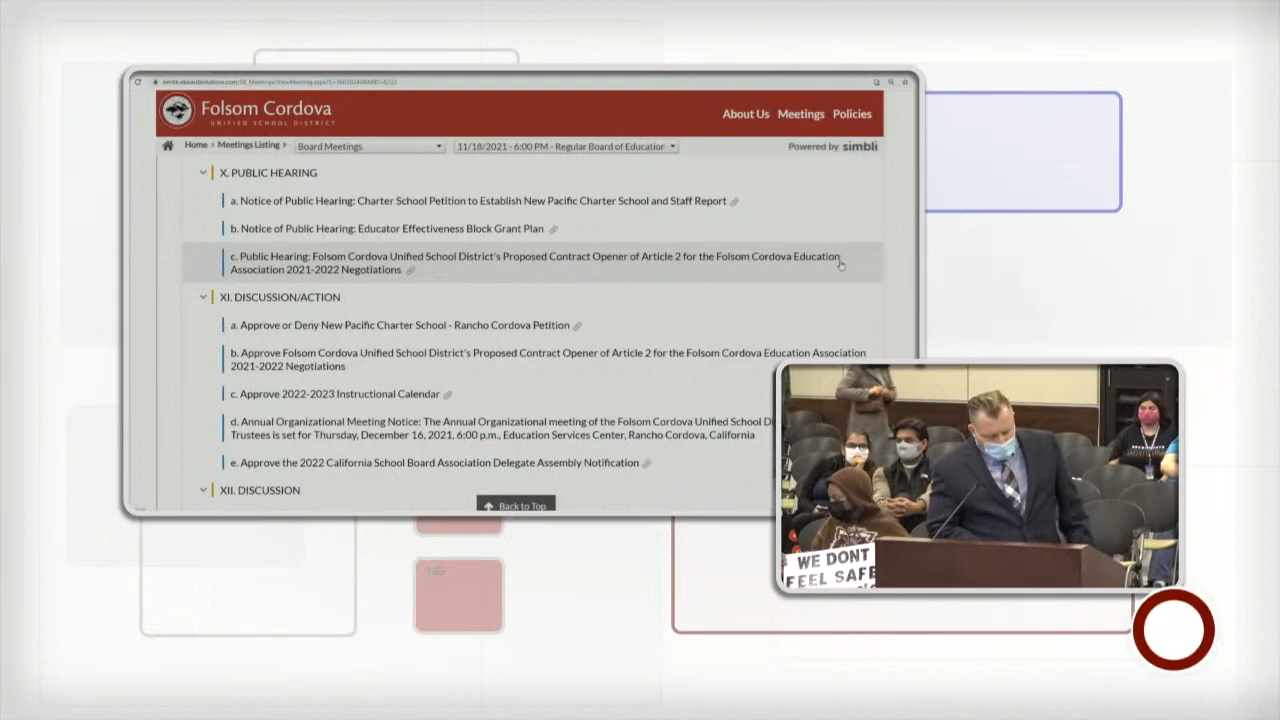 Folsom Cordova
UNIFIED SCHOOL DISTRICT
About Us Meetings Policies
Home > Meetings Listing > Board Meetings 11/18/2021 - 6:00 PM - Regular Board of Education Powered by simbli
X. PUBLIC HEARING
a. Notice of Public Hearing: Charter School Petition to Establish New Pacific Charter School and Staff Report
b. Notice of Public Hearing: Educator Effectiveness Block Grant Plan
c. Public Hearing: Folsom Cordova Unified School District's Proposed Contract Opener of Article 2 for the Folsom Cordova Education
Association 2021-2022 Negotiations
XI. DISCUSSION/ACTION
a. Approve or Deny New Pacific Charter School - Rancho Cordova Petition
b. Approve Folsom Cordova Unified School District's Proposed Contract Opener of Article 2 for the Folsom Cordova Education Association
2021-2022 Negotiations
c. Approve 2022-2023 Instructional Calendar
d. Annual Organizational Meeting Notice: The Annual Organizational meeting of the Folsom Cordova Unified School D
Trustees is set for Thursday, December 16, 2021, 6:00 p.m., Education Services Center, Rancho Cordova, California
e. Approve the 2022 California School Board Association Delegate Assembly Notification
XII. DISCUSSION
Back to Top
WE DONT
FEEL SAFE